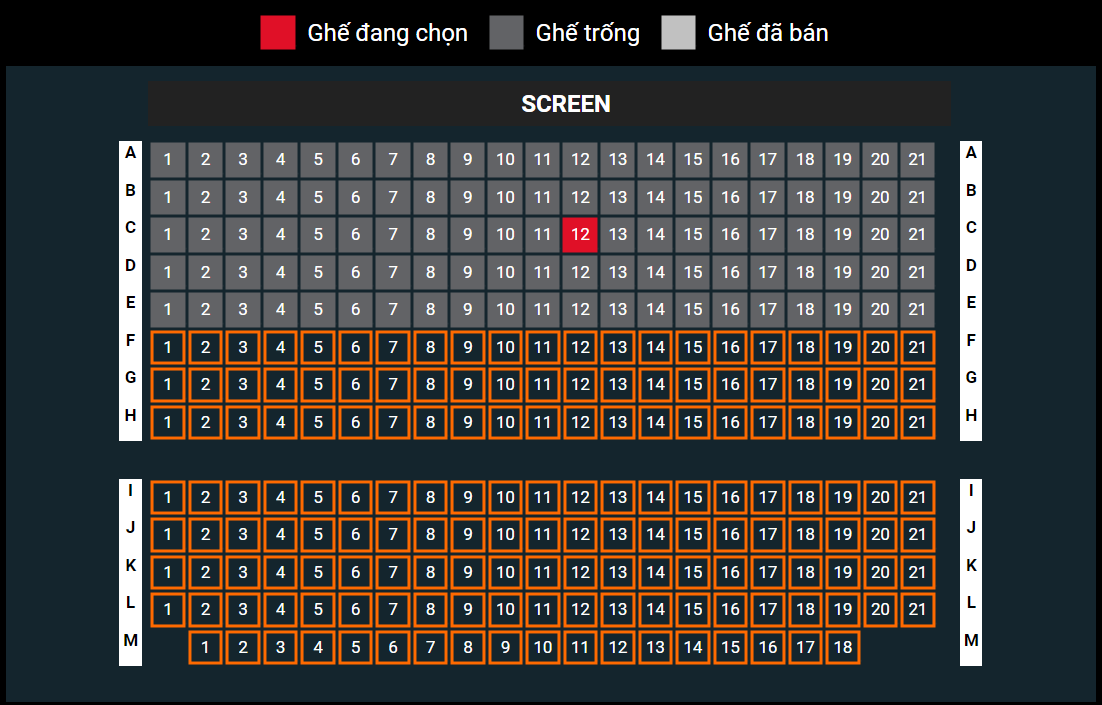 Ghế đang chọn Ghế trống Ghế đã bán
SCREEN
A 1 2 3 4 5 6 7 8 9 10 11 12 13 14 15 16 17 18 19 20 21 A
B 1 2 3 4 5 6 7 8 9 10 11 12 13 14 15 16 17 18 19 20 21 B
C 1 2 3 4 5 6 7 8 9 10 11 12 13 14 15 16 17 18 19 20 21 C
D 1 2 3 4 5 6 7 8 9 10 11 12 13 14 15 16 17 18 19 20 21 D
E 1 2 3 4 5 6 7 8 9 10 11 12 13 14 15 16 17 18 19 20 21 E
F 1 2 3 4 5 6 7 8 9 10 11 12 13 14 15 16 17 18 19 20 21 F
G 1 2 3 4 5 6 7 8 9 10 11 12 13 14 15 16 17 18 19 20 21 G
H 1 2 3 4 5 6 7 8 9 10 11 12 13 14 15 16 17 18 19 20 21 H
I 1 2 3 4 5 6 7 8 9 10 11 12 13 14 15 16 17 18 19 20 21 I
J 1 2 3 4 5 6 7 8 9 10 11 12 13 14 15 16 17 18 19 20 21 J
K 1 2 3 4 5 6 7 8 9 10 11 12 13 14 15 16 17 18 19 20 21 K
L 1 2 3 4 5 6 7 8 9 10 11 12 13 14 15 16 17 18 19 20 21 L
M 1 2 3 4 5 6 7 8 9 10 11 12 13 14 15 16 17 18 M